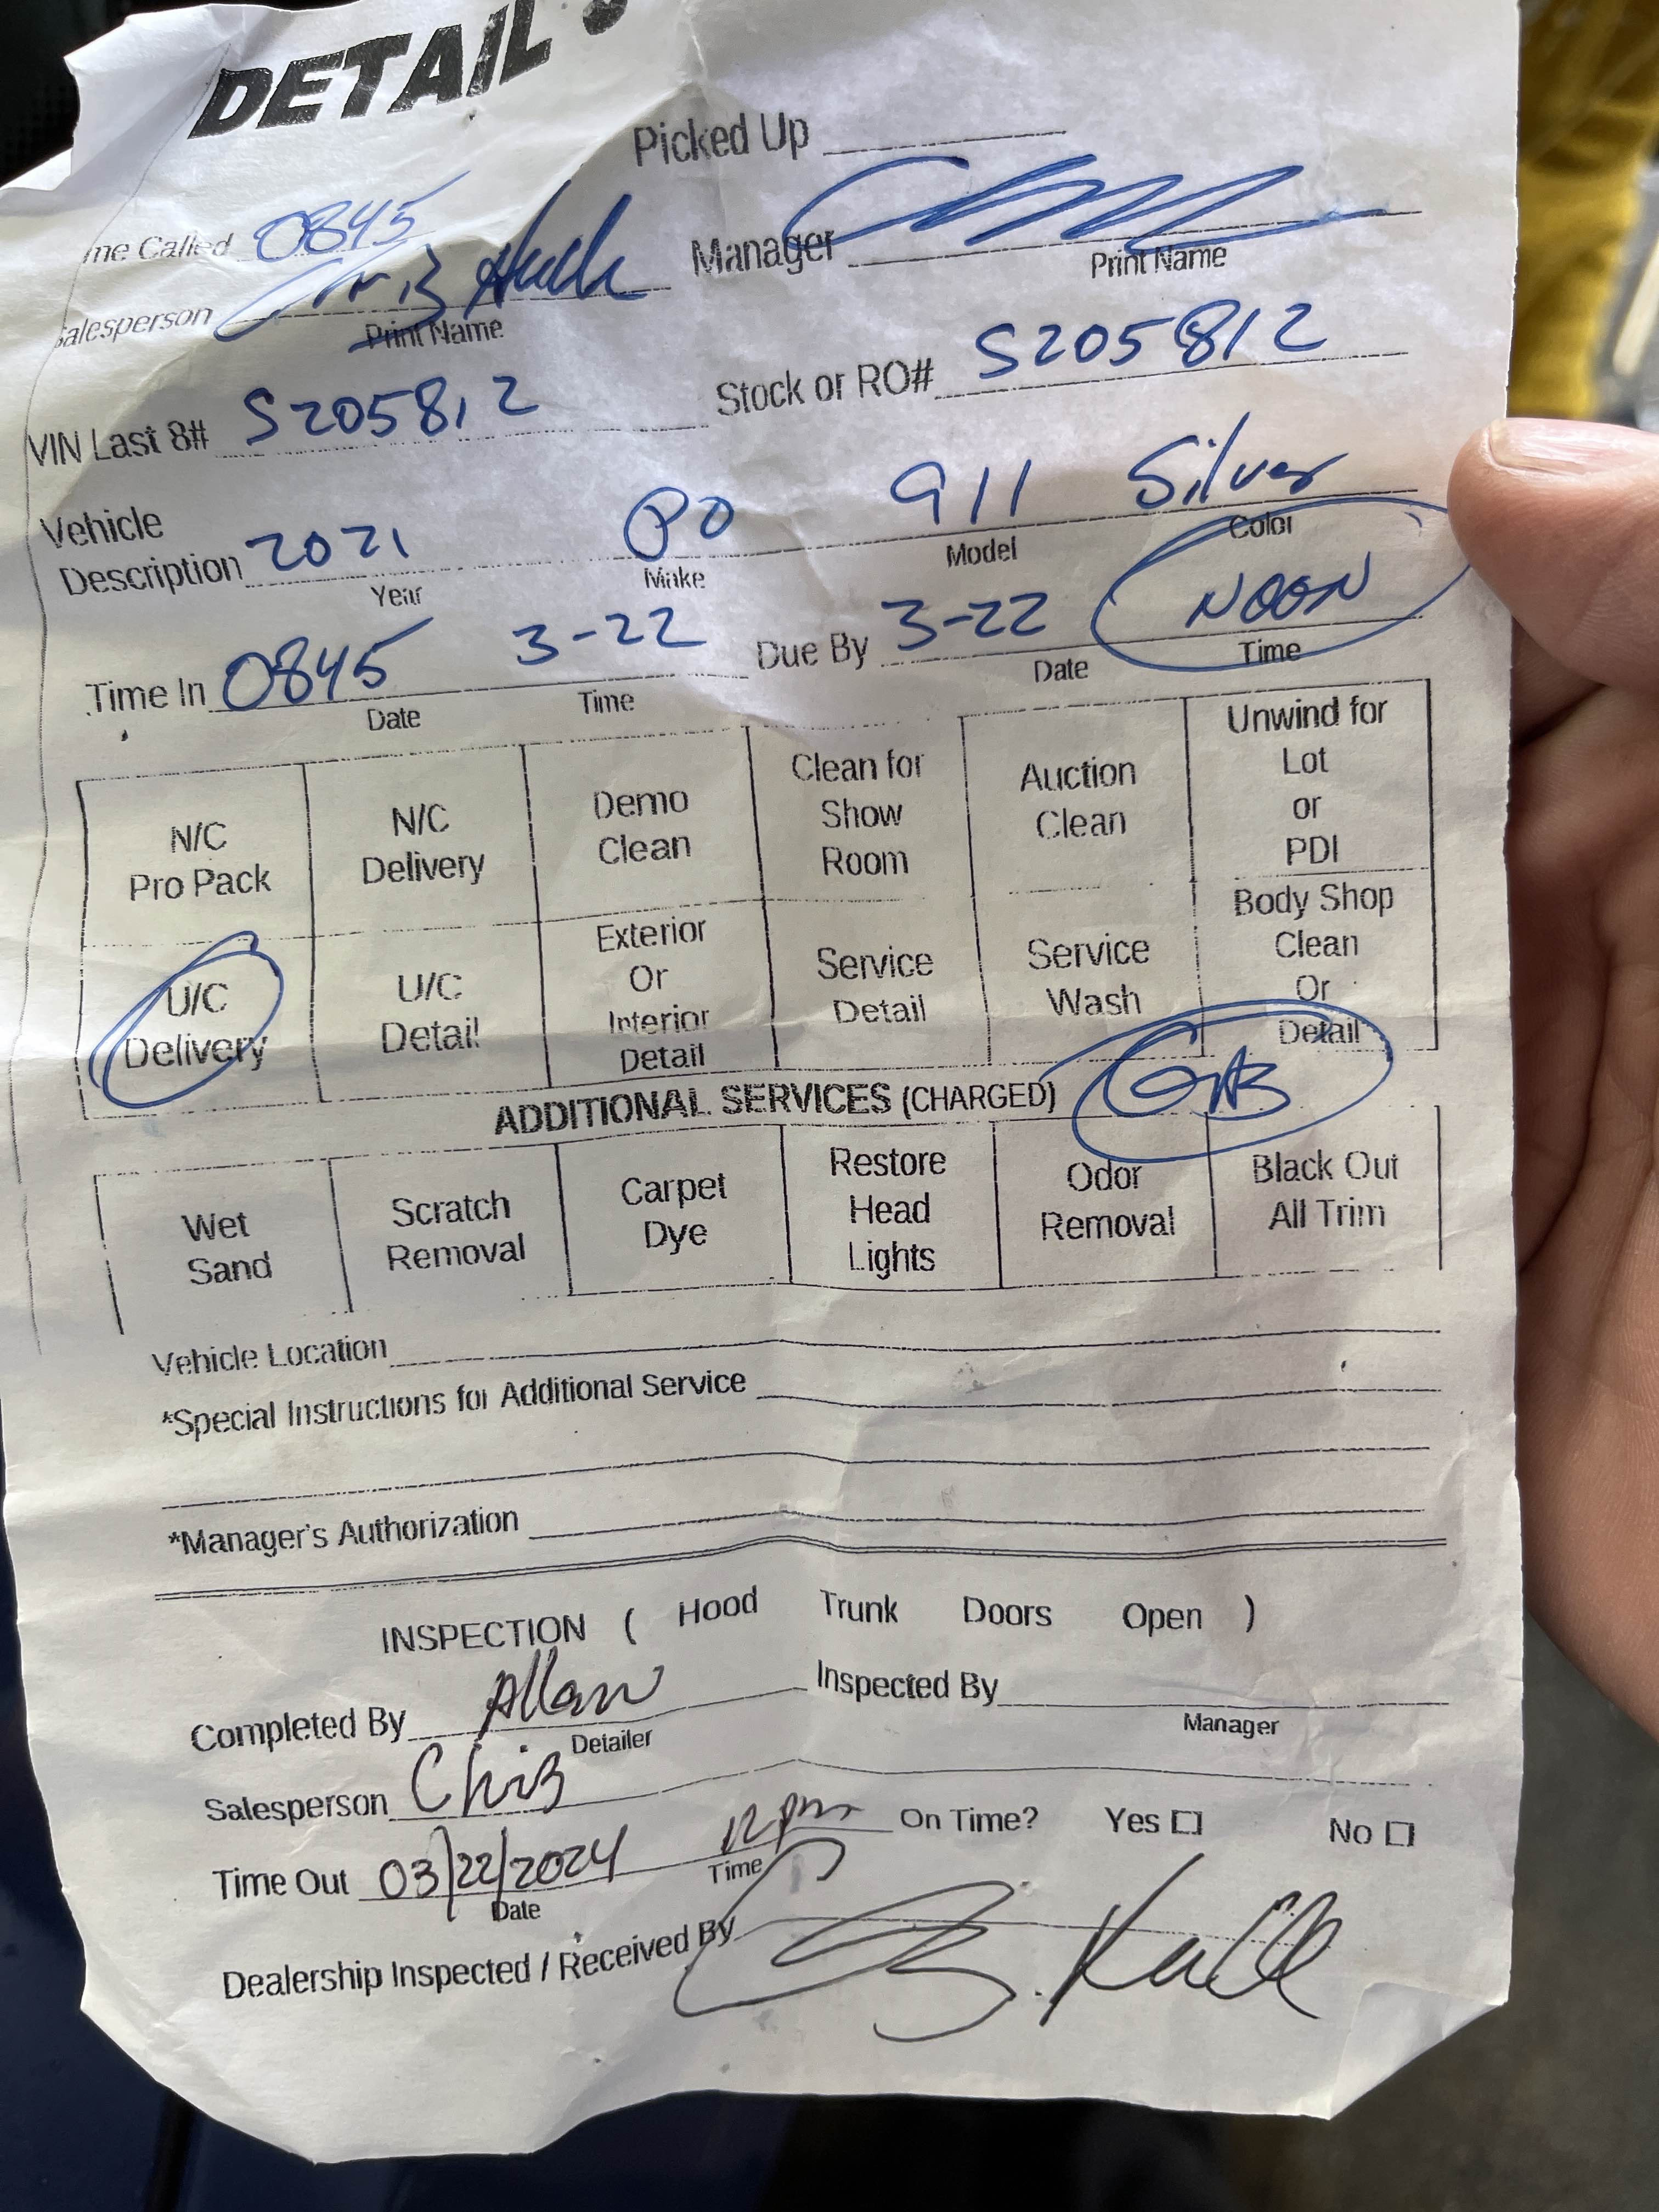 DETAIL
Picked Up
me Called 0845
Salesperson Chris Manager
Print Name Print Name
VIN Last 8# S205812 Stock or RO# S205812
Vehicle
Description 2021 PO 911 Silver
Year Make Model Color
Time In 0845 3-22 Due By 3-22 NOON
Date Time Date Time
N/C Pro Pack
N/C Delivery
Demo Clean
Clean for Show Room
Auction Clean
Unwind for Lot or PDI
U/C Delivery
U/C Detail
Exterior Or Interior Detail
Service Detail
Service Wash
Body Shop Clean Or Detail
ADDITIONAL SERVICES (CHARGED)
Wet Sand
Scratch Removal
Carpet Dye
Restore Head Lights
Odor Removal
Black Out All Trim
Vehicle Location
*Special Instructions for Additional Service
*Manager's Authorization
INSPECTION ( Hood Trunk Doors Open )
Completed By Allan Inspected By
Detailer Manager
Salesperson Chris
Time Out 03/22/2024 12pm On Time? Yes No
Date Time
Dealership Inspected / Received By